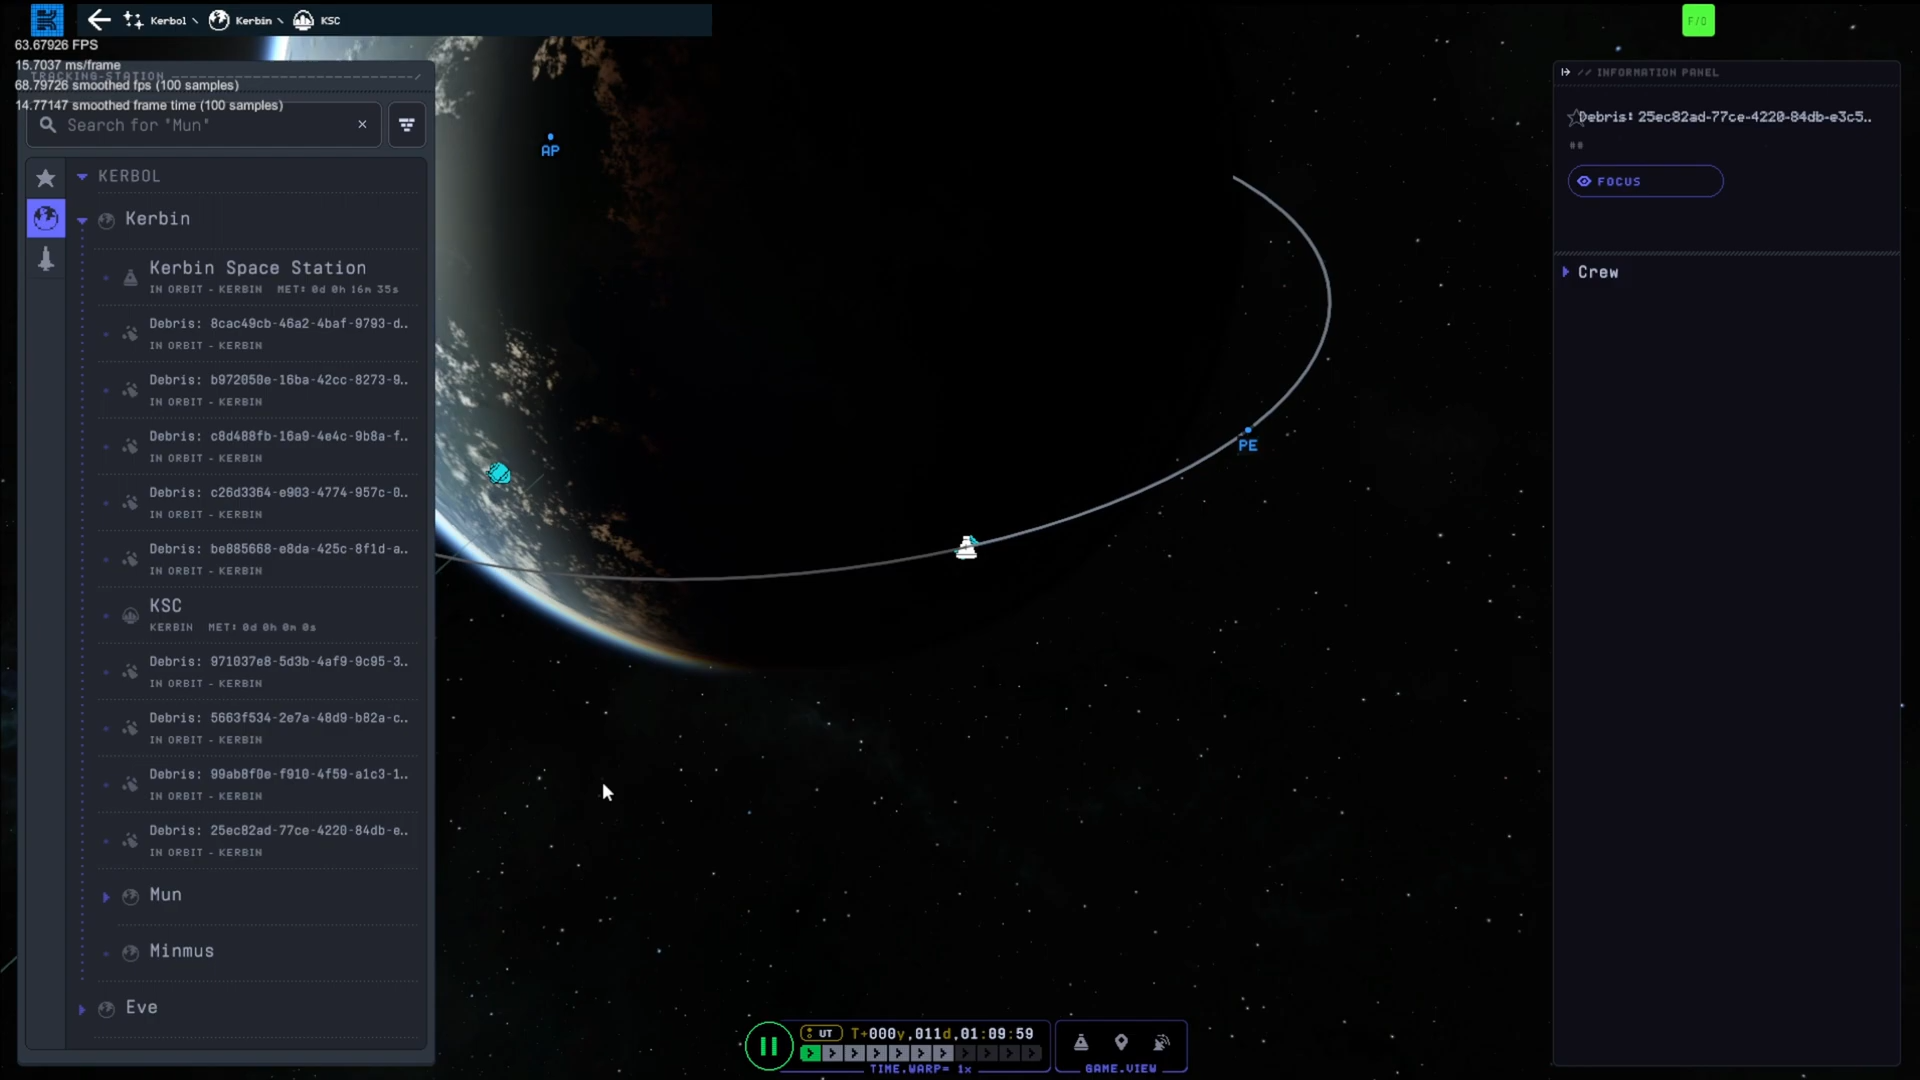 Kerbol \ Kerbin \ KSC
F/O
63.67926 FPS
15.7037 ms/frame
TRACKING-STATION
68.79726 smoothed fps (100 samples)
14.77147 smoothed frame time (100 samples)
Search for "Mun"
KERBOL
Kerbin
Kerbin Space Station
IN ORBIT - KERBIN MET: 0d 0h 16m 35s
Debris: 8cac49cb-46a2-4baf-9793-d..
IN ORBIT - KERBIN
Debris: b972050e-16ba-42cc-8273-9..
IN ORBIT - KERBIN
Debris: c8d488fb-16a9-4e4c-9b8a-f..
IN ORBIT - KERBIN
Debris: c26d3364-e903-4774-957c-0..
IN ORBIT - KERBIN
Debris: be885668-e8da-425c-8f1d-a..
IN ORBIT - KERBIN
KSC
KERBIN MET: 0d 0h 0m 0s
Debris: 971037e8-5d3b-4af9-9c95-3..
IN ORBIT - KERBIN
Debris: 5663f534-2e7a-48d9-b82a-c..
IN ORBIT - KERBIN
Debris: 99ab8f0e-f910-4f59-a1c3-1..
IN ORBIT - KERBIN
Debris: 25ec82ad-77ce-4220-84db-e..
IN ORBIT - KERBIN
Mun
Minmus
Eve
AP
PE
UT T+000y,011d,01:09:59
TIME.WARP= 1x
GAME.VIEW
// INFORMATION PANEL
Debris: 25ec82ad-77ce-4220-84db-e3c5..
##
FOCUS
Crew